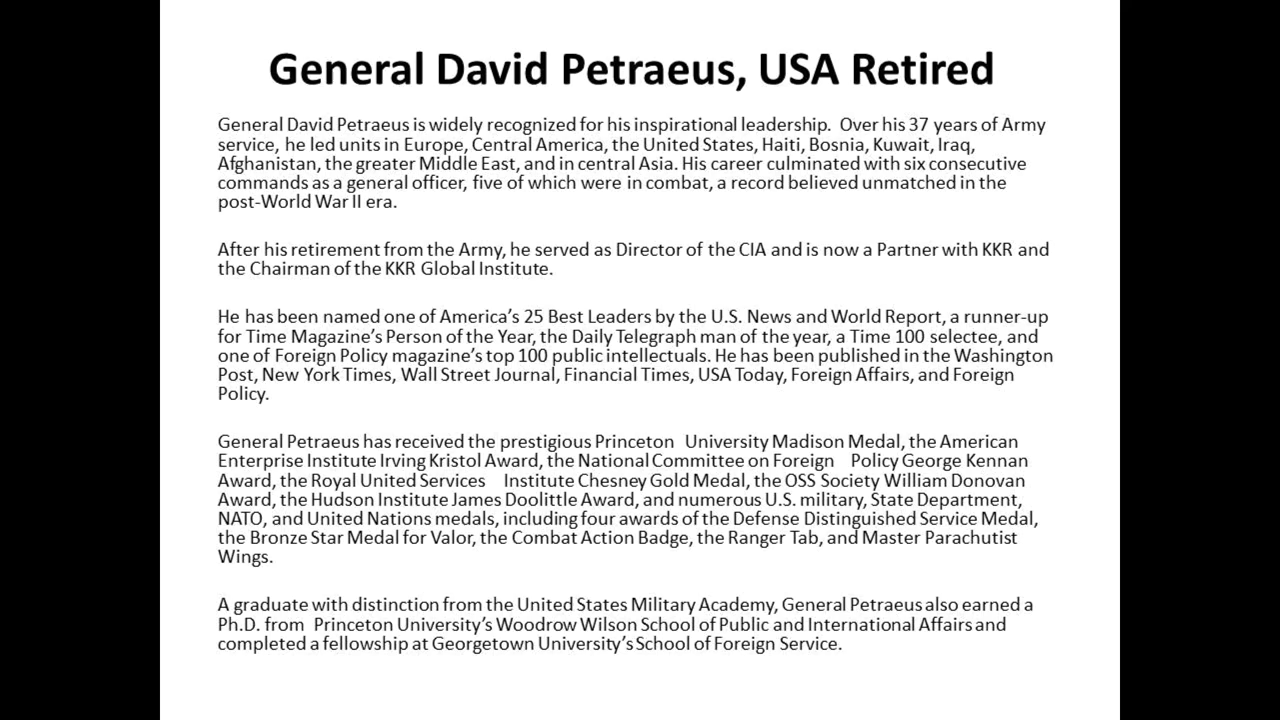 General David Petraeus, USA Retired
General David Petraeus is widely recognized for his inspirational leadership.  Over his 37 years of Army
service, he led units in Europe, Central America, the United States, Haiti, Bosnia, Kuwait, Iraq,
Afghanistan, the greater Middle East, and in central Asia. His career culminated with six consecutive
commands as a general officer, five of which were in combat, a record believed unmatched in the
post-World War II era.
After his retirement from the Army, he served as Director of the CIA and is now a Partner with KKR and
the Chairman of the KKR Global Institute.
He has been named one of America’s 25 Best Leaders by the U.S. News and World Report, a runner-up
for Time Magazine’s Person of the Year, the Daily Telegraph man of the year, a Time 100 selectee, and
one of Foreign Policy magazine’s top 100 public intellectuals. He has been published in the Washington
Post, New York Times, Wall Street Journal, Financial Times, USA Today, Foreign Affairs, and Foreign
Policy.
General Petraeus has received the prestigious Princeton  University Madison Medal, the American
Enterprise Institute Irving Kristol Award, the National Committee on Foreign   Policy George Kennan
Award, the Royal United Services   Institute Chesney Gold Medal, the OSS Society William Donovan
Award, the Hudson Institute James Doolittle Award, and numerous U.S. military, State Department,
NATO, and United Nations medals, including four awards of the Defense Distinguished Service Medal,
the Bronze Star Medal for Valor, the Combat Action Badge, the Ranger Tab, and Master Parachutist
Wings.
A graduate with distinction from the United States Military Academy, General Petraeus also earned a
Ph.D. from  Princeton University’s Woodrow Wilson School of Public and International Affairs and
completed a fellowship at Georgetown University’s School of Foreign Service.